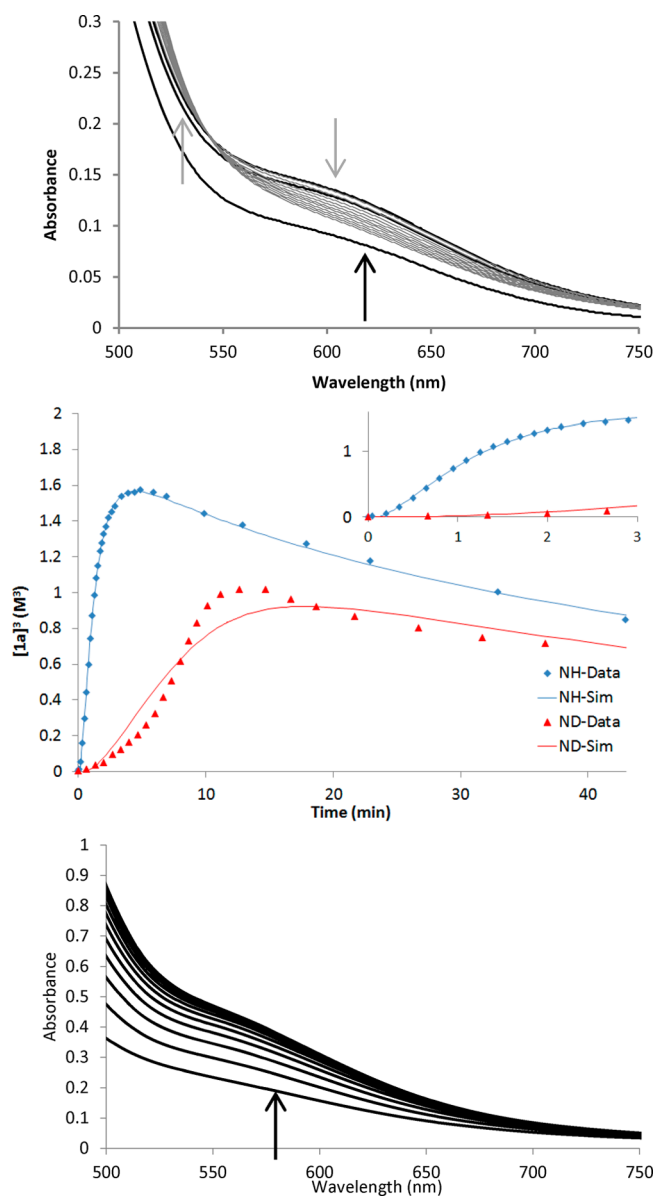 0.3
0.25
0.2
0.15
0.1
0.05
0
Absorbance
500 550 600 650 700 750
Wavelength (nm)
2
1.8
1.6
1.4
1.2
1
0.8
0.6
0.4
0.2
0
[1a]³ (M³)
1
0
0 1 2 3
NH-Data
NH-Sim
ND-Data
ND-Sim
0 10 20 30 40
Time (min)
1
0.9
0.8
0.7
0.6
0.5
0.4
0.3
0.2
0.1
0
Absorbance
500 550 600 650 700 750
Wavelength (nm)